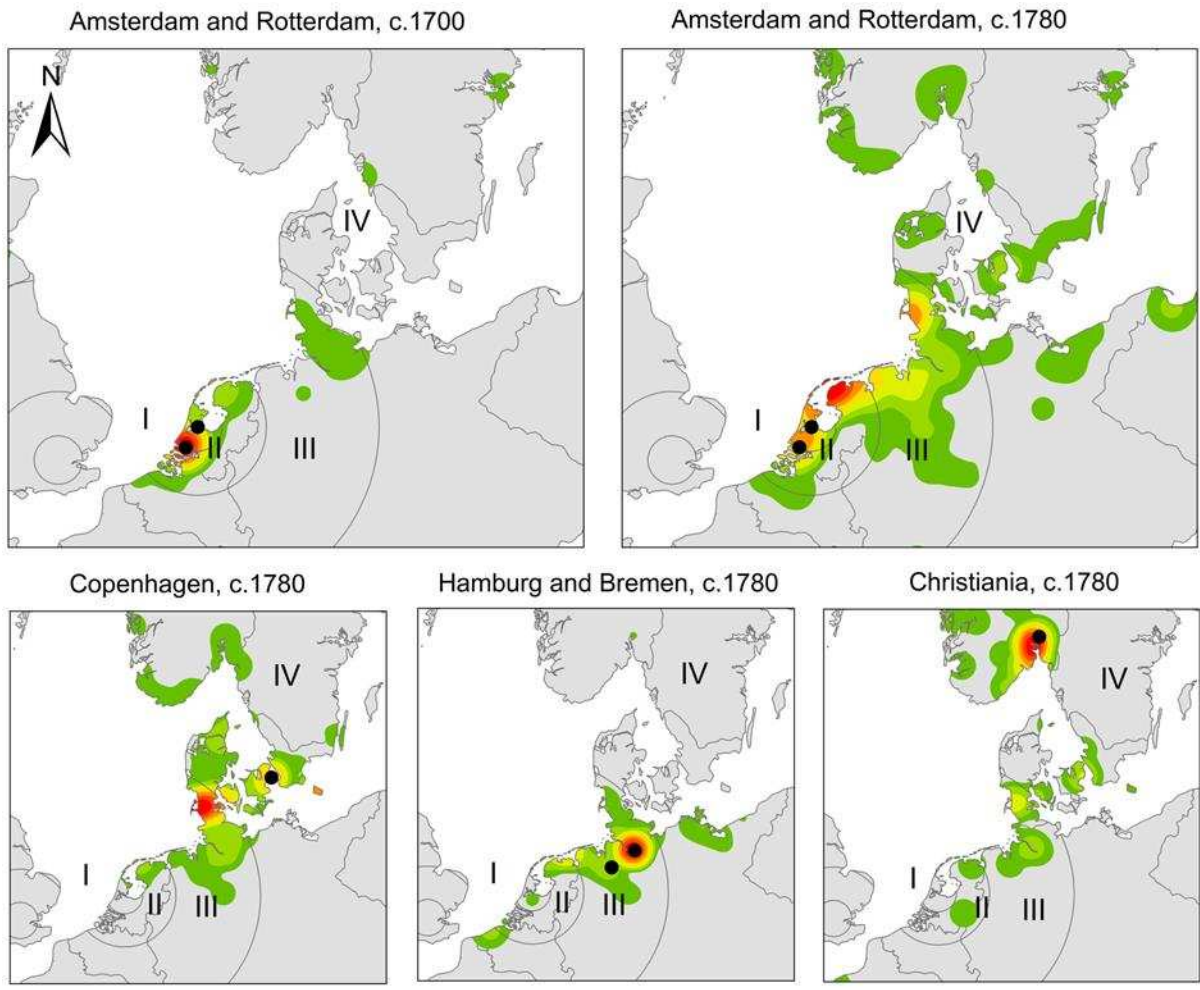 Amsterdam and Rotterdam, c.1700
Amsterdam and Rotterdam, c.1780
N
IV
I
II
III
IV
I
II
III
Copenhagen, c.1780
Hamburg and Bremen, c.1780
Christiania, c.1780
IV
I
II
III
IV
I
II
III
IV
I
II
III